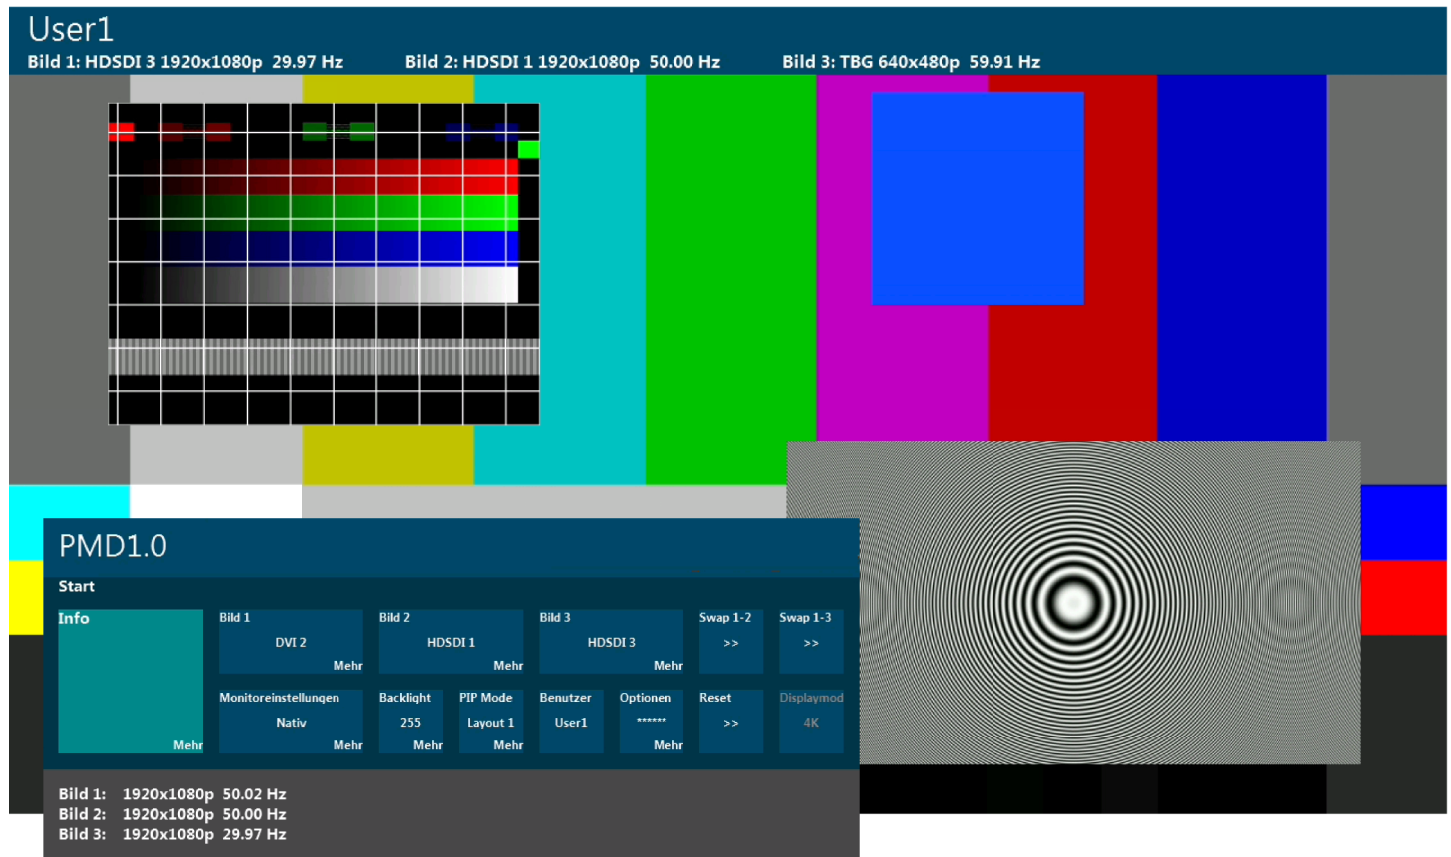 User1
Bild 1: HDSDI 3 1920x1080p 29.97 Hz Bild 2: HDSDI 1 1920x1080p 50.00 Hz Bild 3: TBG 640x480p 59.91 Hz
PMD1.0
Start
Info
Mehr
Bild 1
DVI 2
Mehr
Bild 2
HDSDI 1
Mehr
Bild 3
HDSDI 3
Mehr
Swap 1-2
>>
Swap 1-3
>>
Monitoreinstellungen
Nativ
Mehr
Backlight
255
Mehr
PIP Mode
Layout 1
Mehr
Benutzer
User1
Optionen
******
Mehr
Reset
>>
Displaymod
4K
Bild 1: 1920x1080p 50.02 Hz
Bild 2: 1920x1080p 50.00 Hz
Bild 3: 1920x1080p 29.97 Hz